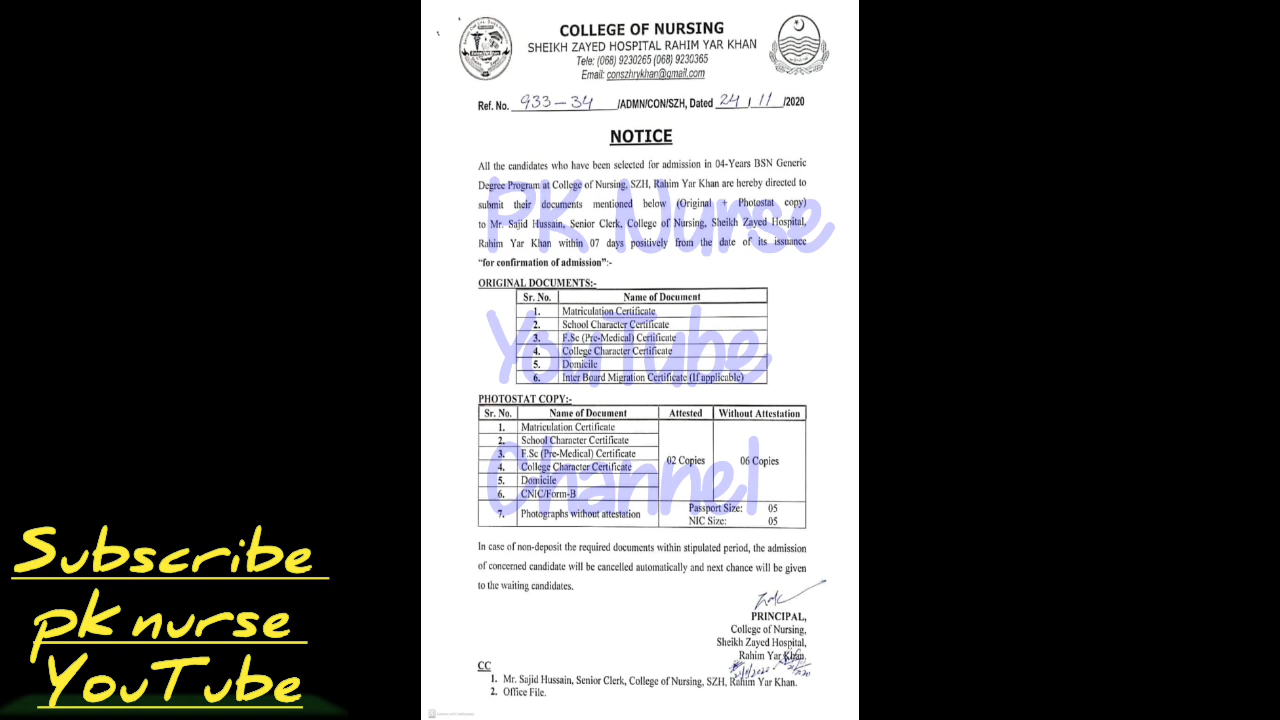 COLLEGE OF NURSING
SHEIKH ZAYED HOSPITAL RAHIM YAR KHAN
Tele: (068) 9230265 (068) 9230365
Email: conszhrykhan@gmail.com
Ref. No. 933-34 /ADMN/CON/SZH, Dated 24 / 11 /2020
NOTICE
All the candidates who have been selected for admission in 04-Years BSN Generic
Degree Program at College of Nursing, SZH, Rahim Yar Khan are hereby directed to
submit their documents mentioned below (Original + Photostat copy)
to Mr. Sajid Hussain, Senior Clerk, College of Nursing, Sheikh Zayed Hospital,
Rahim Yar Khan within 07 days positively from the date of its issuance
"for confirmation of admission":-
PK Nurse
ORIGINAL DOCUMENTS:-
Sr. No. Name of Document
1. Matriculation Certificate
2. School Character Certificate
3. F.Sc (Pre-Medical) Certificate
4. College Character Certificate
5. Domicile
6. Inter Board Migration Certificate (If applicable)
YouTube
PHOTOSTAT COPY:-
Sr. No. Name of Document Attested Without Attestation
1. Matriculation Certificate
2. School Character Certificate
3. F.Sc (Pre-Medical) Certificate
02 Copies 06 Copies
4. College Character Certificate
5. Domicile
6. CNIC/Form-B
7. Photographs without attestation Passport Size: 05
NIC Size: 05
Channel
In case of non-deposit the required documents within stipulated period, the admission
of concerned candidate will be cancelled automatically and next chance will be given
to the waiting candidates.
PRINCIPAL,
College of Nursing,
Sheikh Zayed Hospital,
Rahim Yar Khan.
CC
1. Mr. Sajid Hussain, Senior Clerk, College of Nursing, SZH, Rahim Yar Khan.
2. Office File.
Subscribe
pk nurse
YouTube